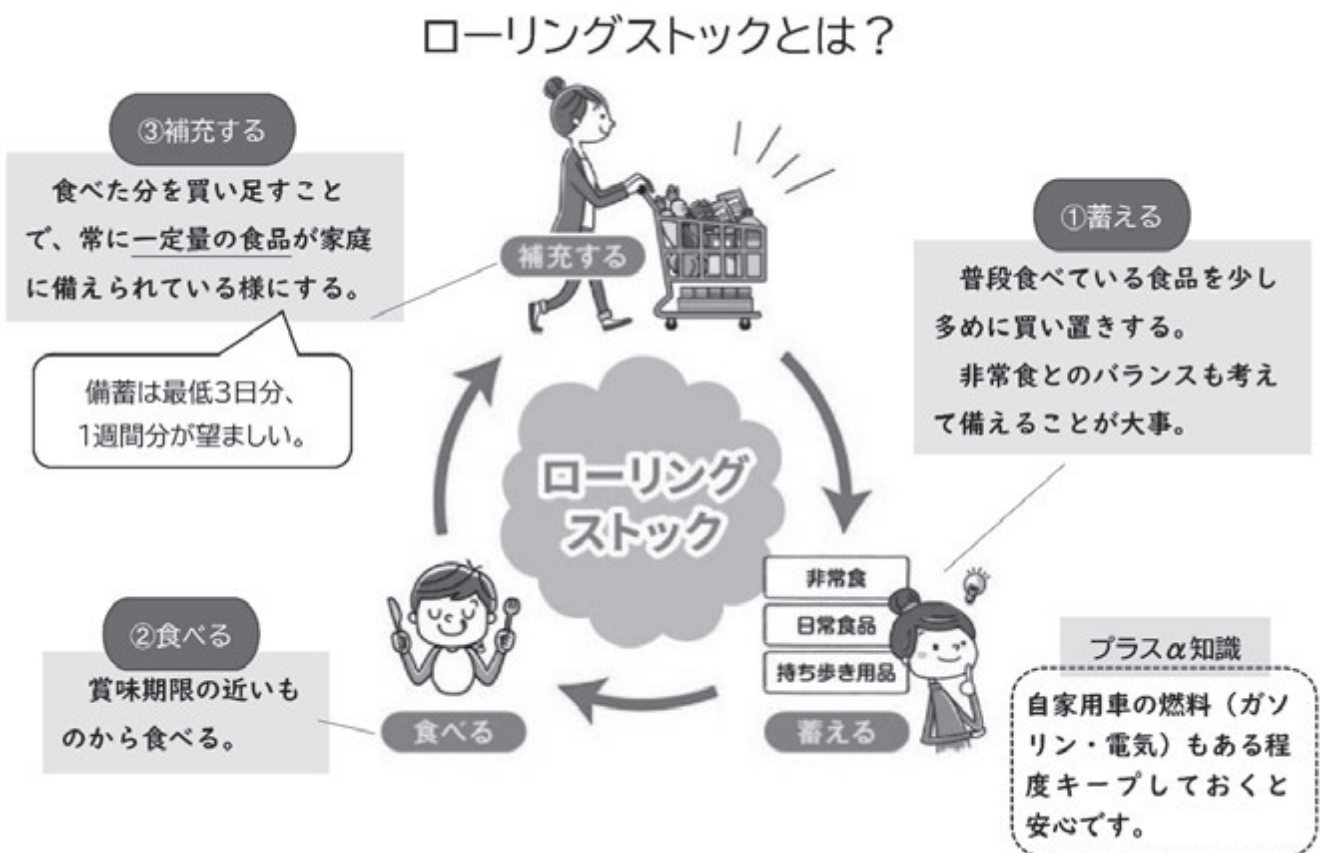 ローリングストックとは？
③補充する
食べた分を買い足すこと
で、常に一定量の食品が家庭
に備えられている様にする。
備蓄は最低3日分、
1週間分が望ましい。
補充する
①蓄える
普段食べている食品を少し
多めに買い置きする。
非常食とのバランスも考え
て備えることが大事。
ローリング
ストック
非常食
日常食品
持ち歩き用品
蓄える
②食べる
賞味期限の近いも
のから食べる。
食べる
プラスα知識
自家用車の燃料（ガソ
リン・電気）もある程
度キープしておくと
安心です。